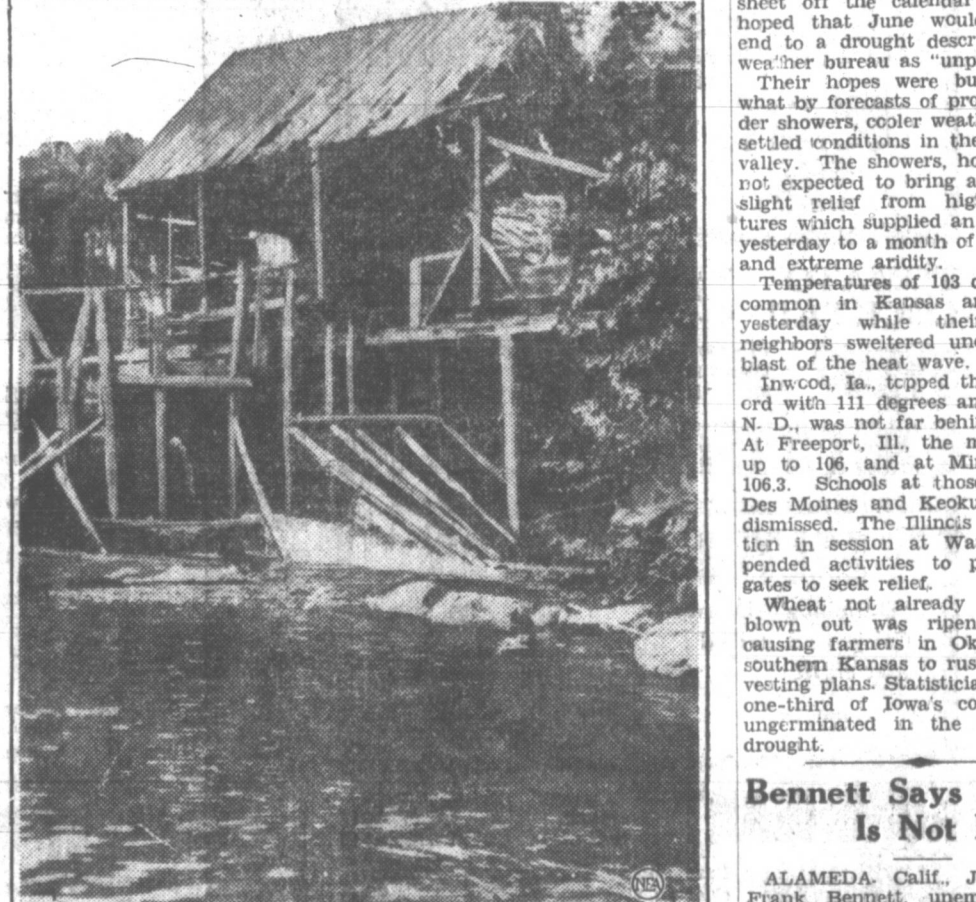 sheet off the calendar
hoped that June would
end to a drought descr
weather bureau as "unp
Their hopes were bu
what by forecasts of pro
der showers, cooler weat
settled conditions in the
valley. The showers, ho
not expected to bring a
slight relief from hig
tures which supplied an
yesterday to a month of
and extreme aridity.
Temperatures of 103 d
common in Kansas a
yesterday while their
neighbors sweltered un
blast of the heat wave.
Inwood, Ia., topped th
ord with 111 degrees an
N. D., was not far behi
At Freeport, Ill., the m
up to 106, and at Mi
106.3. Schools at those
Des Moines and Keoku
dismissed. The Illinois
tion in session at Wa
pended activities to p
gates to seek relief.
Wheat not already
blown out was ripen
causing farmers in Ok
southern Kansas to rus
vesting plans. Statisticia
one-third of Iowa's co
ungerminated in the
drought.
Bennett Says
Is Not
ALAMEDA, Calif., J
Frank Bennett, unem
NEA